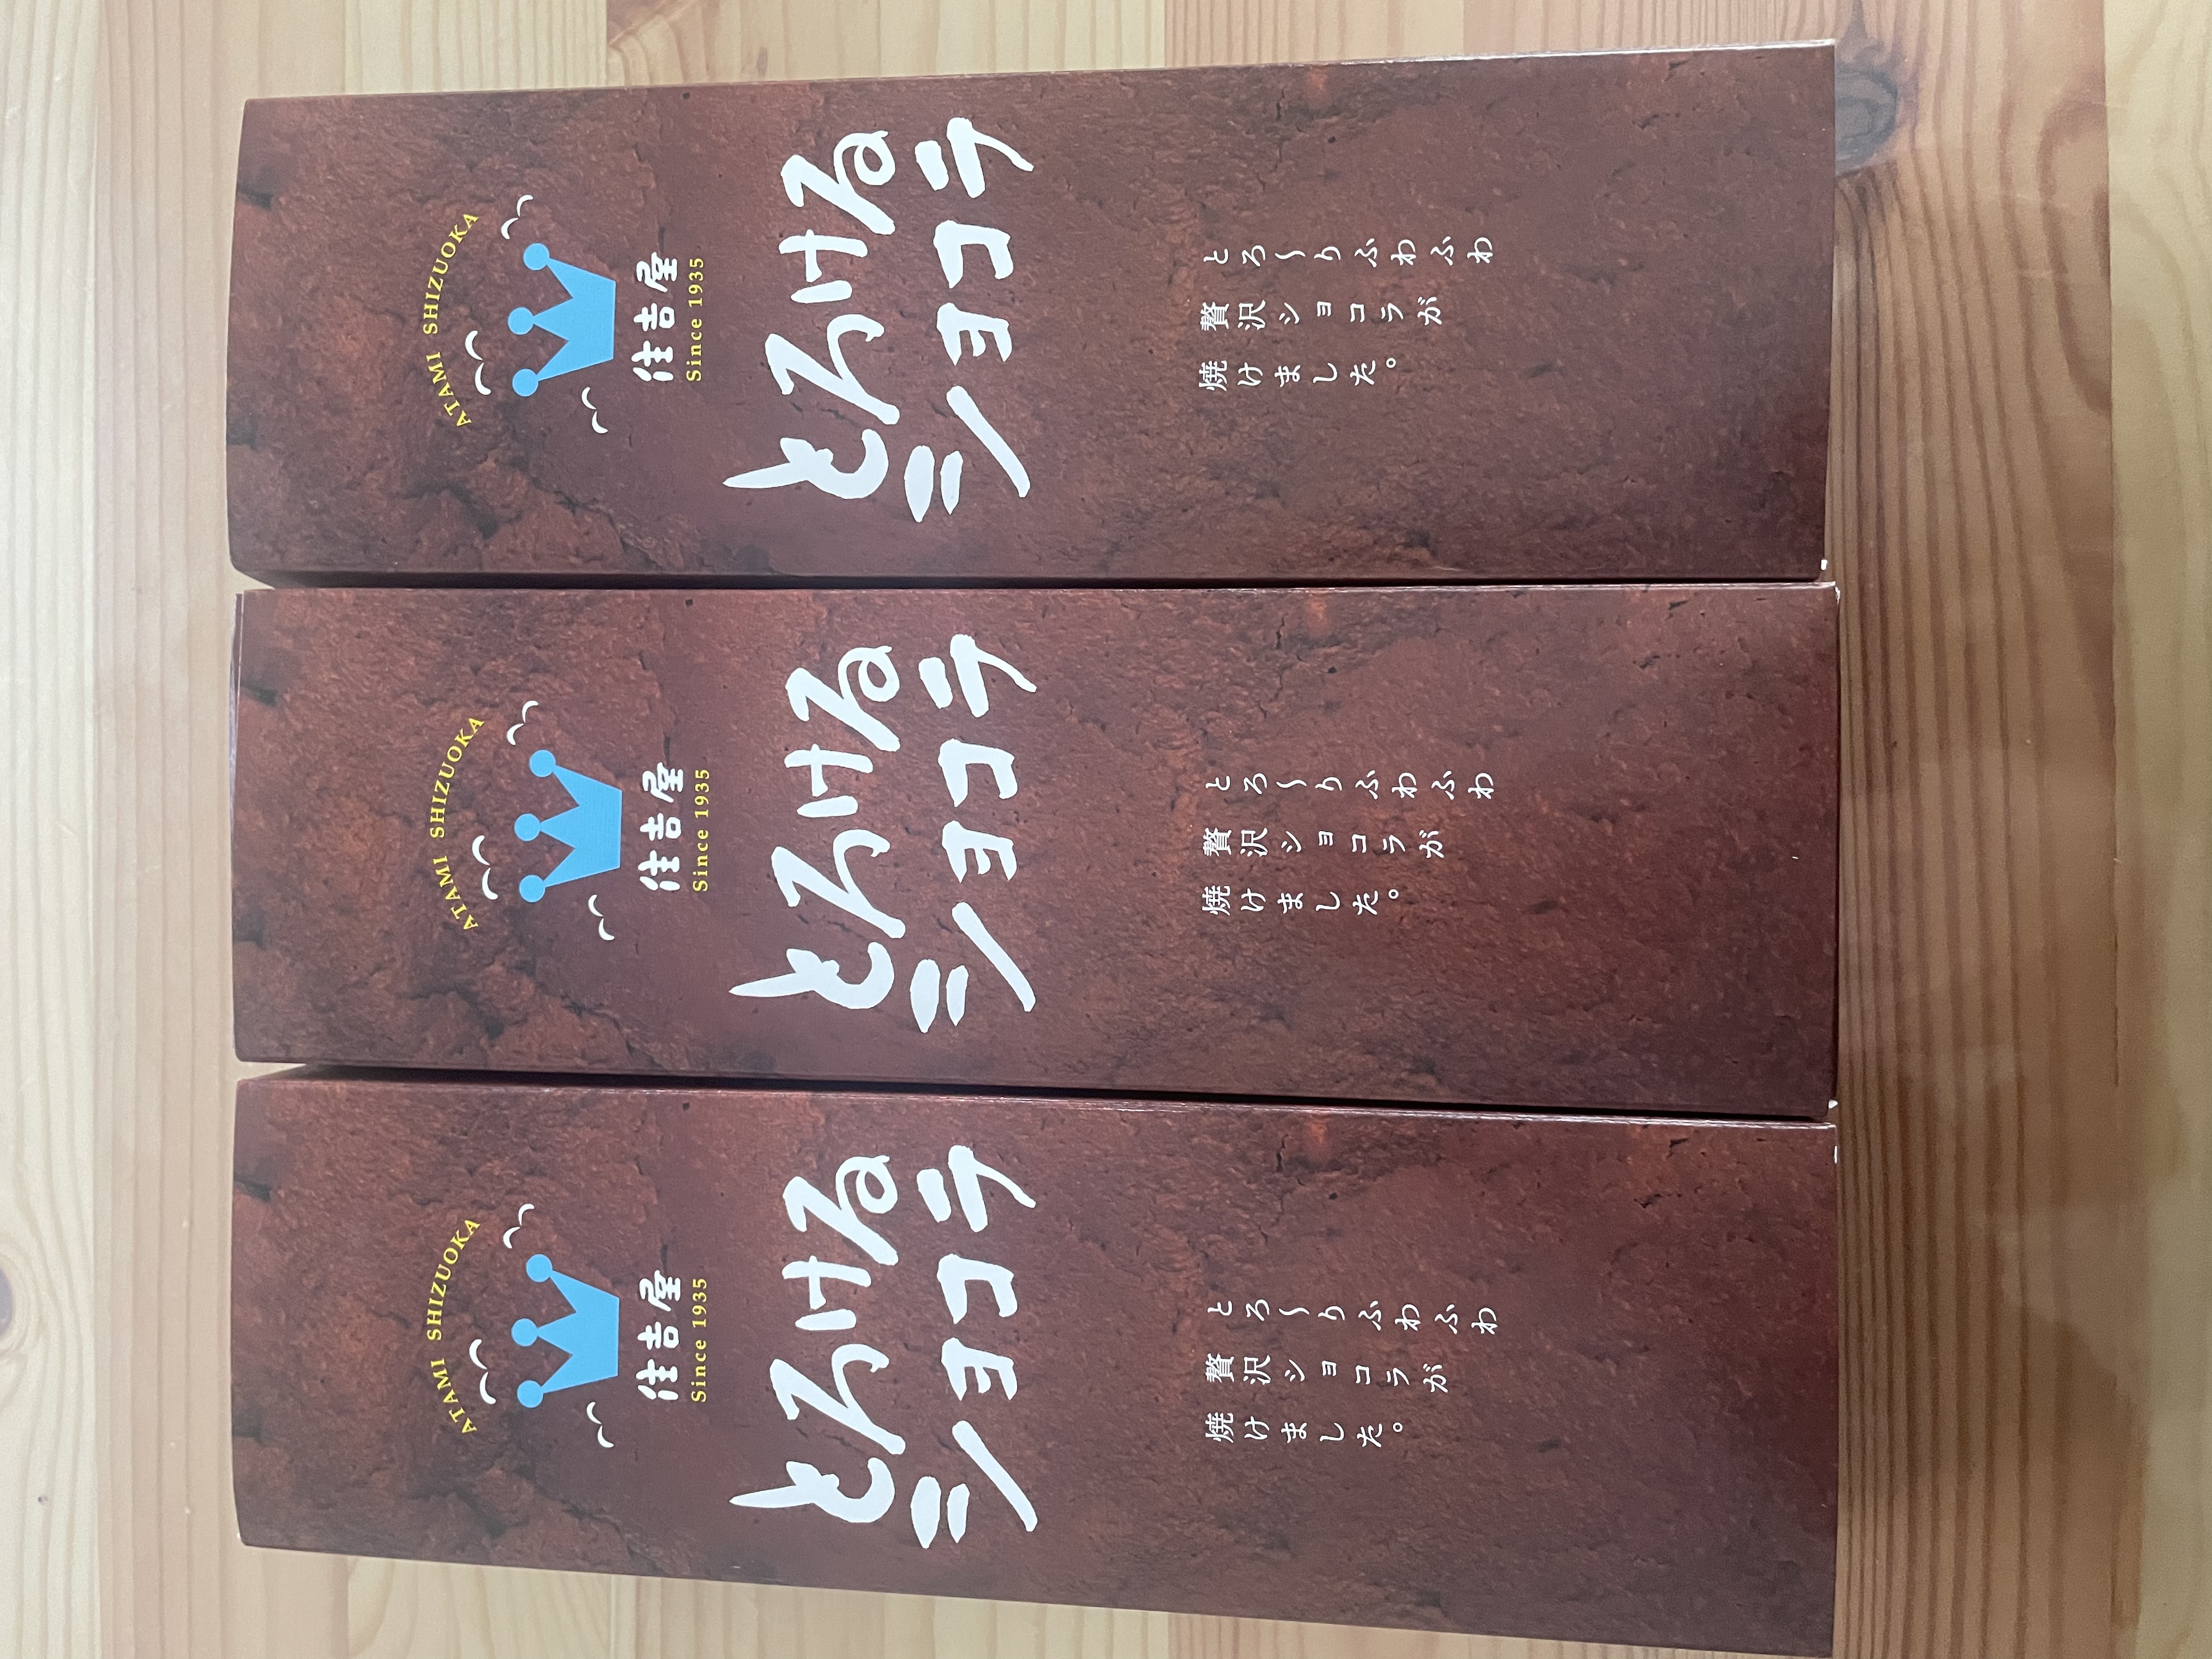 ATAMI SHIZUOKA
住吉屋
Since 1935
とろける
ショコラ
とろ〜りふわふわ
贅沢ショコラが
焼けました。
ATAMI SHIZUOKA
住吉屋
Since 1935
とろける
ショコラ
とろ〜りふわふわ
贅沢ショコラが
焼けました。
ATAMI SHIZUOKA
住吉屋
Since 1935
とろける
ショコラ
とろ〜りふわふわ
贅沢ショコラが
焼けました。